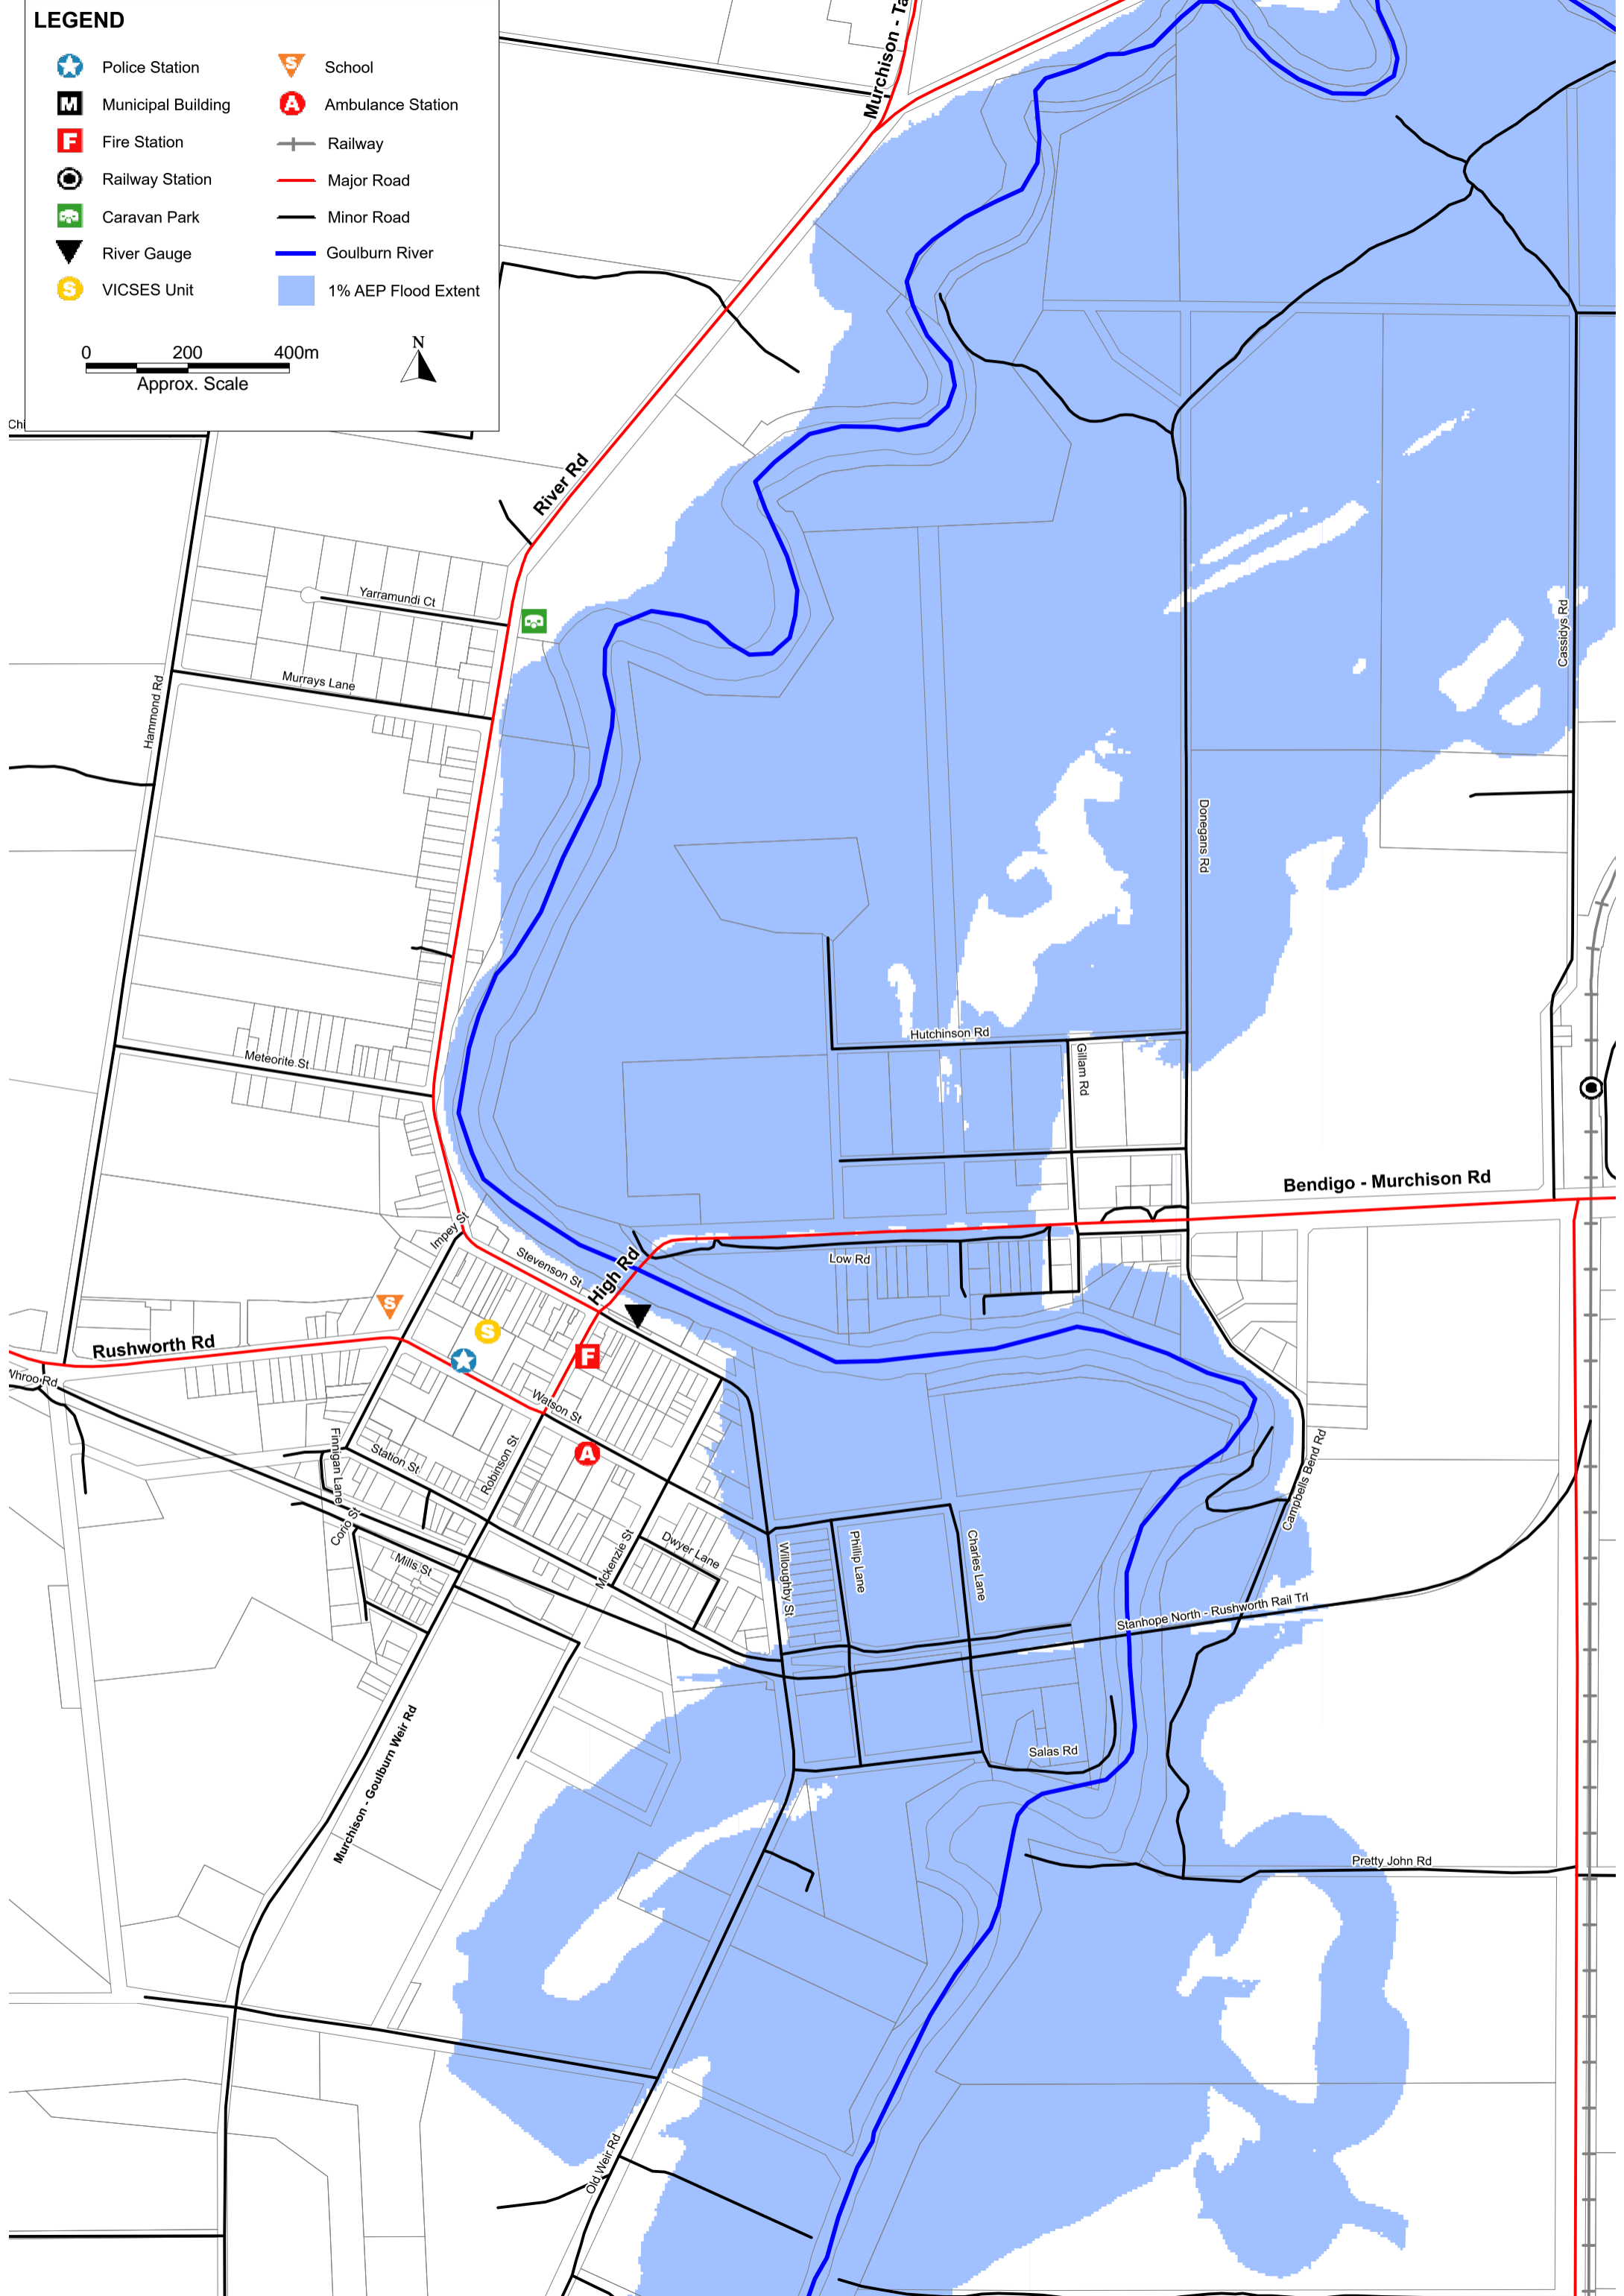 LEGEND
Police Station
School
Municipal Building
Ambulance Station
Fire Station
Railway
Railway Station
Major Road
Caravan Park
Minor Road
River Gauge
Goulburn River
VICSES Unit
1% AEP Flood Extent
0 200 400m
Approx. Scale
N
Murchison - Ta
Chi
River Rd
Yarramundi Ct
Murrays Lane
Hammond Rd
Cassidys Rd
Donegans Rd
Hutchinson Rd
Gillam Rd
Meteorite St
Bendigo - Murchison Rd
Impey St
Stevenson St
High Rd
Low Rd
Rushworth Rd
Whroo Rd
Watson St
Finnigan Lane
Station St
Robinson St
Campbells Bend Rd
Corio St
Mills St
Mckenzie St
Dwyer Lane
Willoughby St
Phillip Lane
Charles Lane
Stanhope North - Rushworth Rail Trl
Salas Rd
Murchison - Goulburn Weir Rd
Pretty John Rd
Old Weir Rd